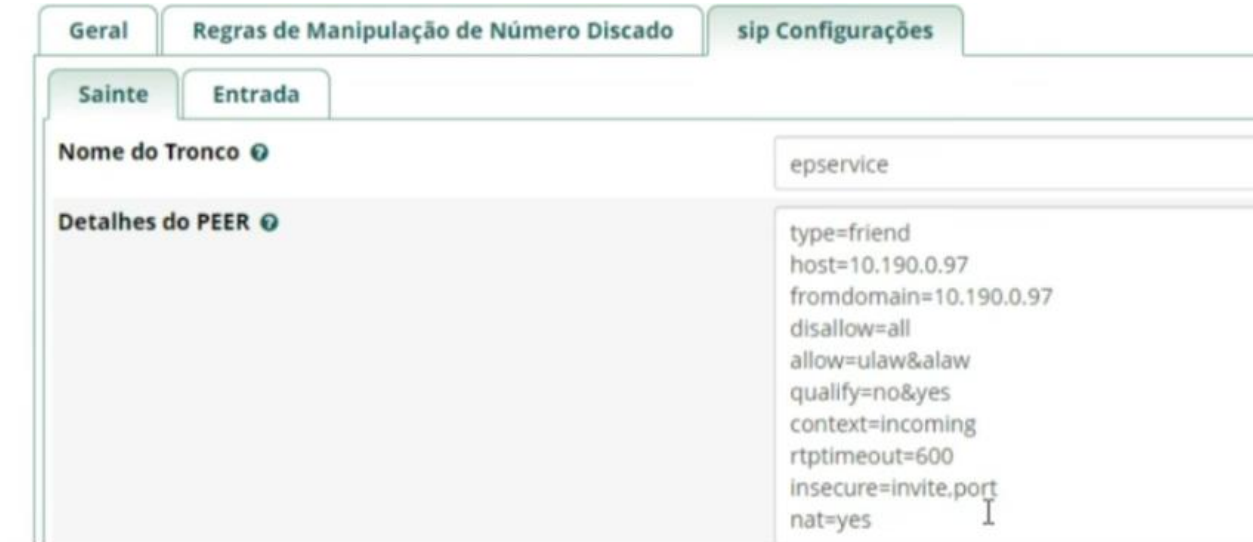 Geral Regras de Manipulação de Número Discado sip Configurações
Sainte Entrada
Nome do Tronco epservice
Detalhes do PEER
type=friend
host=10.190.0.97
fromdomain=10.190.0.97
disallow=all
allow=ulaw&alaw
qualify=no&yes
context=incoming
rtptimeout=600
insecure=invite,port
nat=yes